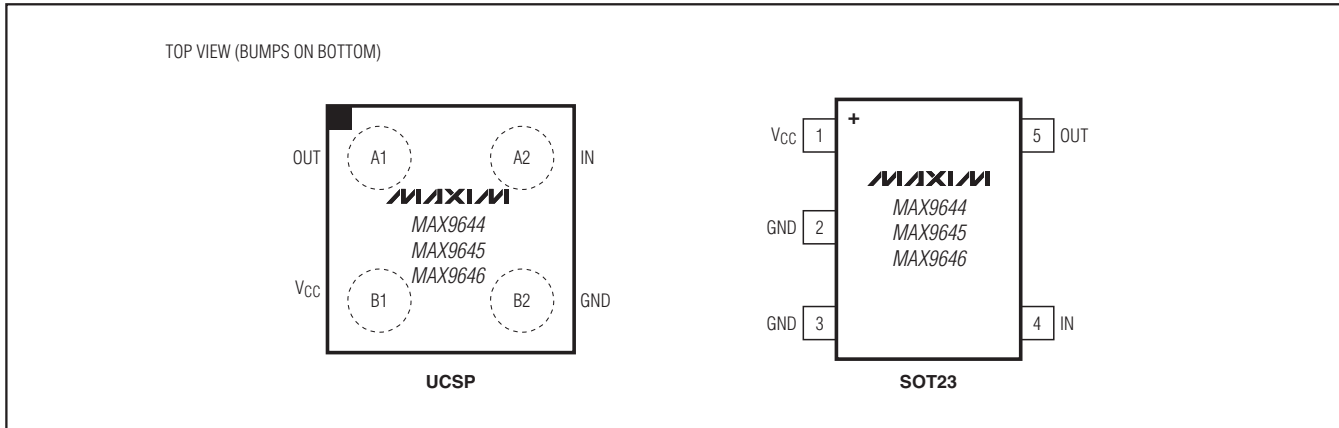 TOP VIEW (BUMPS ON BOTTOM)
OUT A1 A2 IN
MAXIM
MAX9644
MAX9645
MAX9646
VCC B1 B2 GND
UCSP
+
VCC 1 5 OUT
MAXIM
MAX9644
MAX9645
MAX9646
GND 2
GND 3 4 IN
SOT23